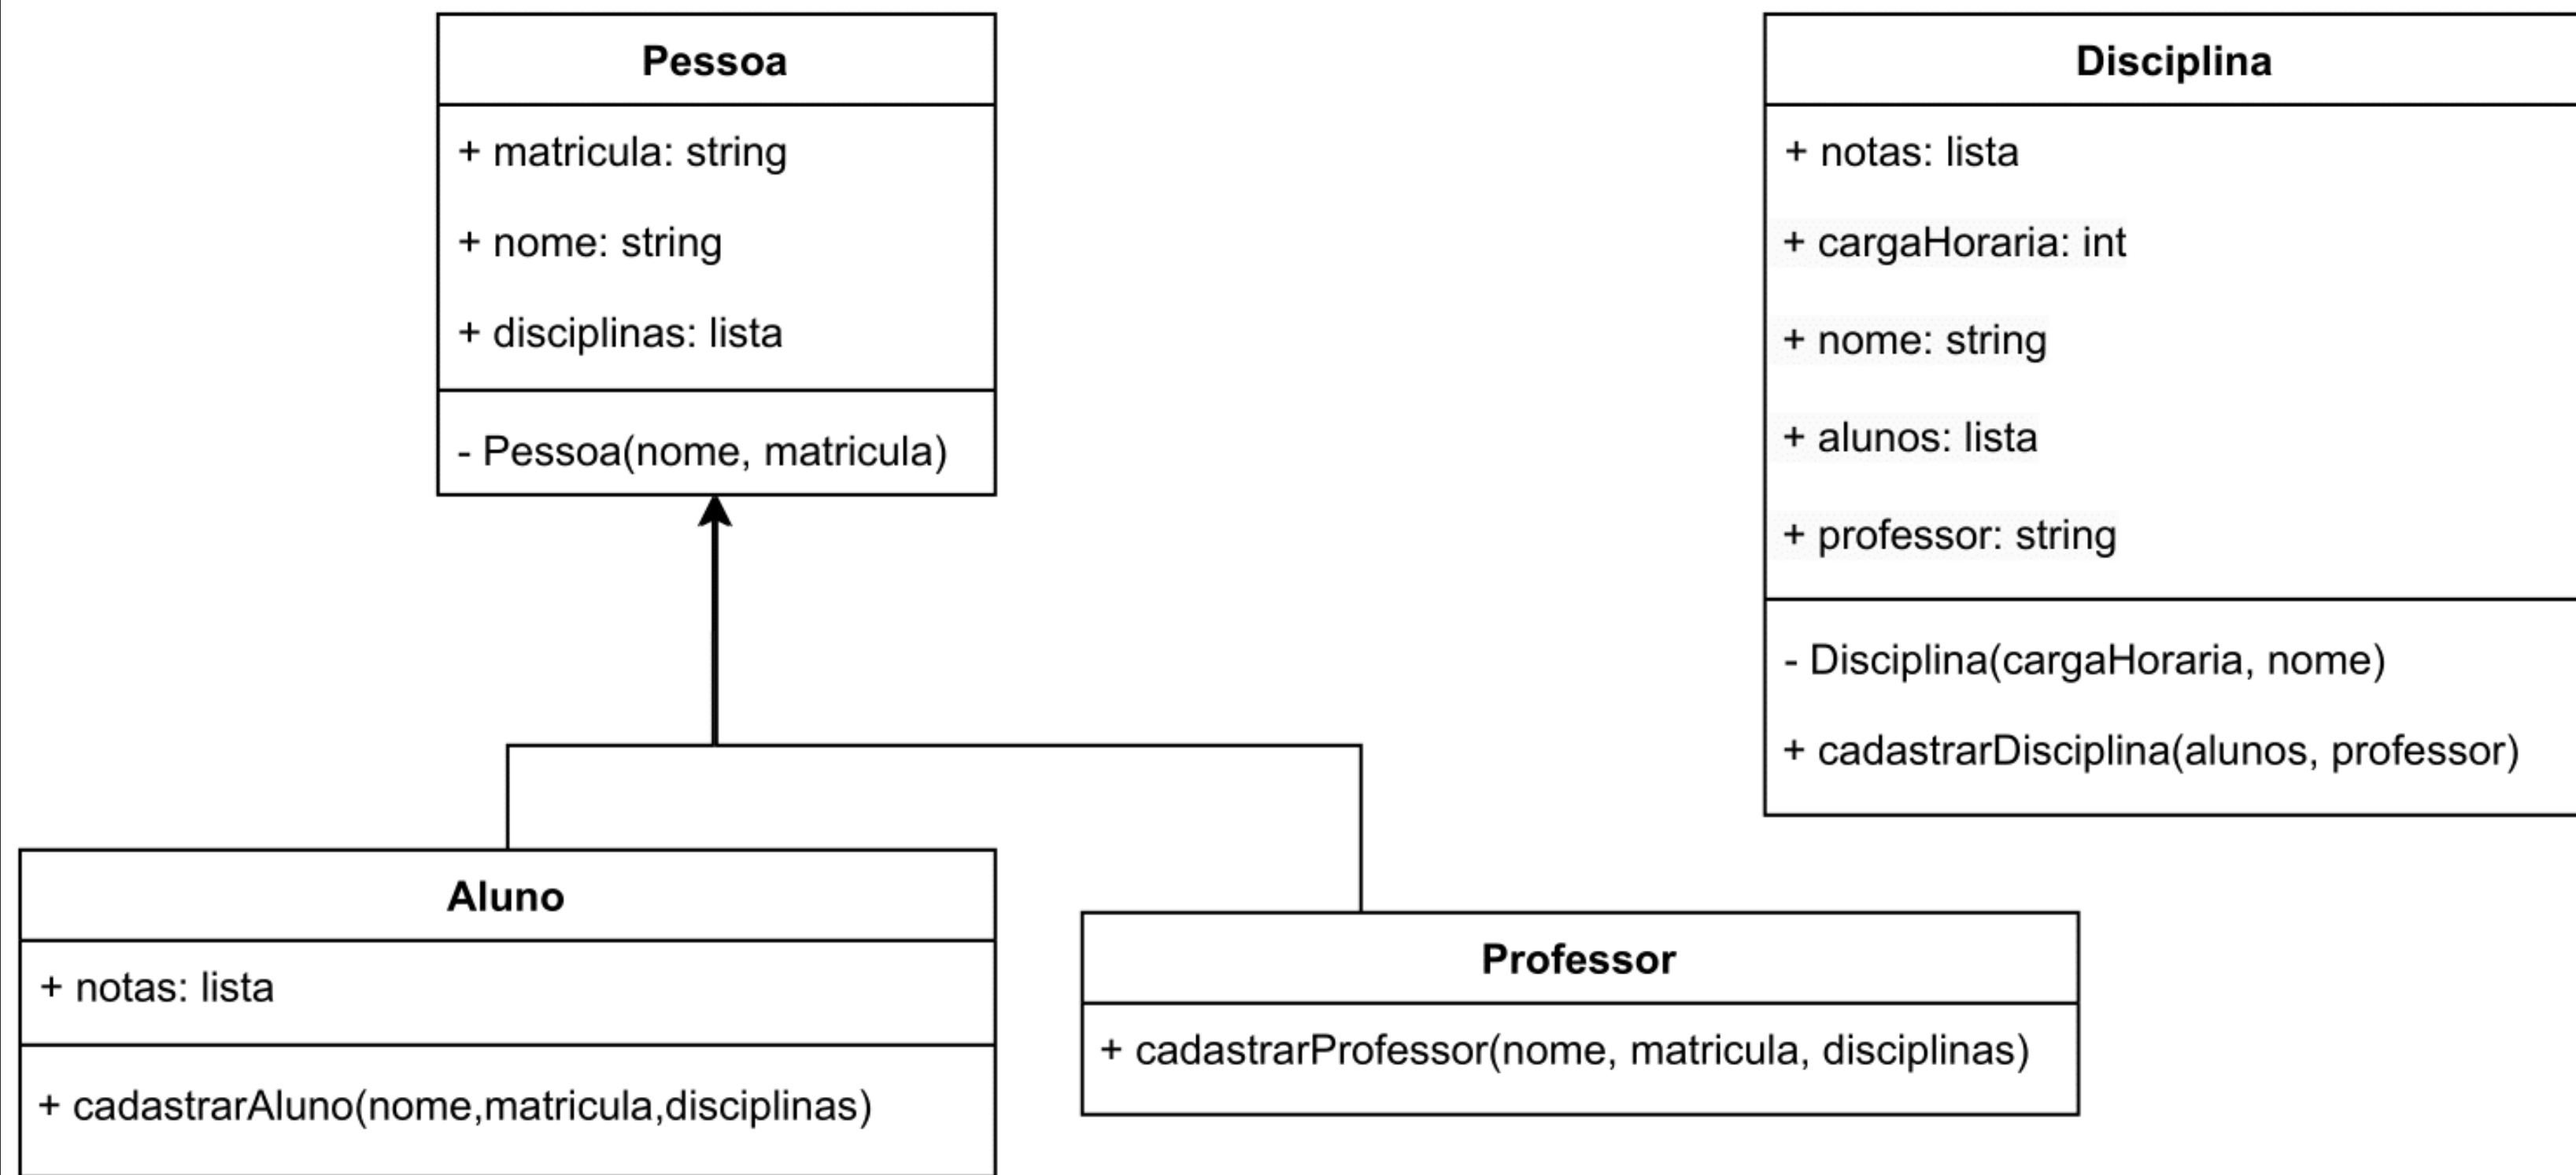 Pessoa
+ matricula: string
+ nome: string
+ disciplinas: lista
- Pessoa(nome, matricula)
Disciplina
+ notas: lista
+ cargaHoraria: int
+ nome: string
+ alunos: lista
+ professor: string
- Disciplina(cargaHoraria, nome)
+ cadastrarDisciplina(alunos, professor)
Aluno
+ notas: lista
+ cadastrarAluno(nome,matricula,disciplinas)
Professor
+ cadastrarProfessor(nome, matricula, disciplinas)